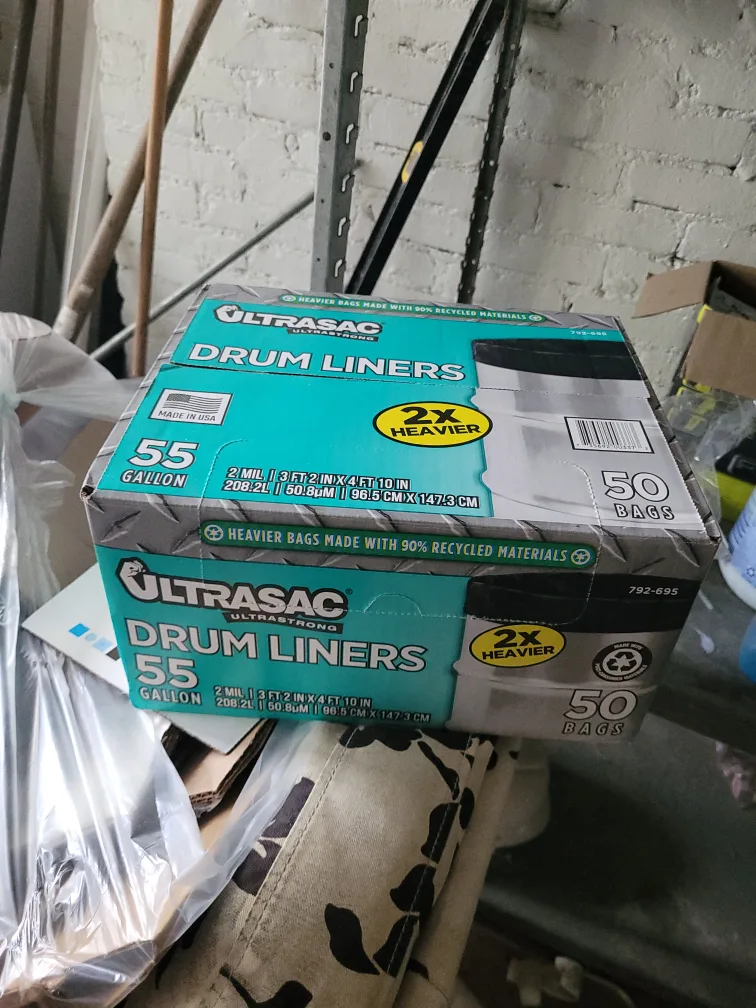 HEAVIER BAGS MADE WITH 90% RECYCLED MATERIALS
792-695
ULTRASAC
ULTRASTRONG
DRUM LINERS
MADE IN USA
2X
HEAVIER
55
GALLON
2 MIL | 3 FT 2 IN X 4 FT 10 IN
208.2L | 50.8µM | 96.5 CM X 147.3 CM
50
BAGS
HEAVIER BAGS MADE WITH 90% RECYCLED MATERIALS
ULTRASAC®
ULTRASTRONG
792-695
DRUM LINERS
2X
HEAVIER
MADE WITH
55
GALLON
2 MIL | 3 FT 2 IN X 4 FT 10 IN
208.2L | 50.8µM | 96.5 CM X 147.3 CM
50
BAGS